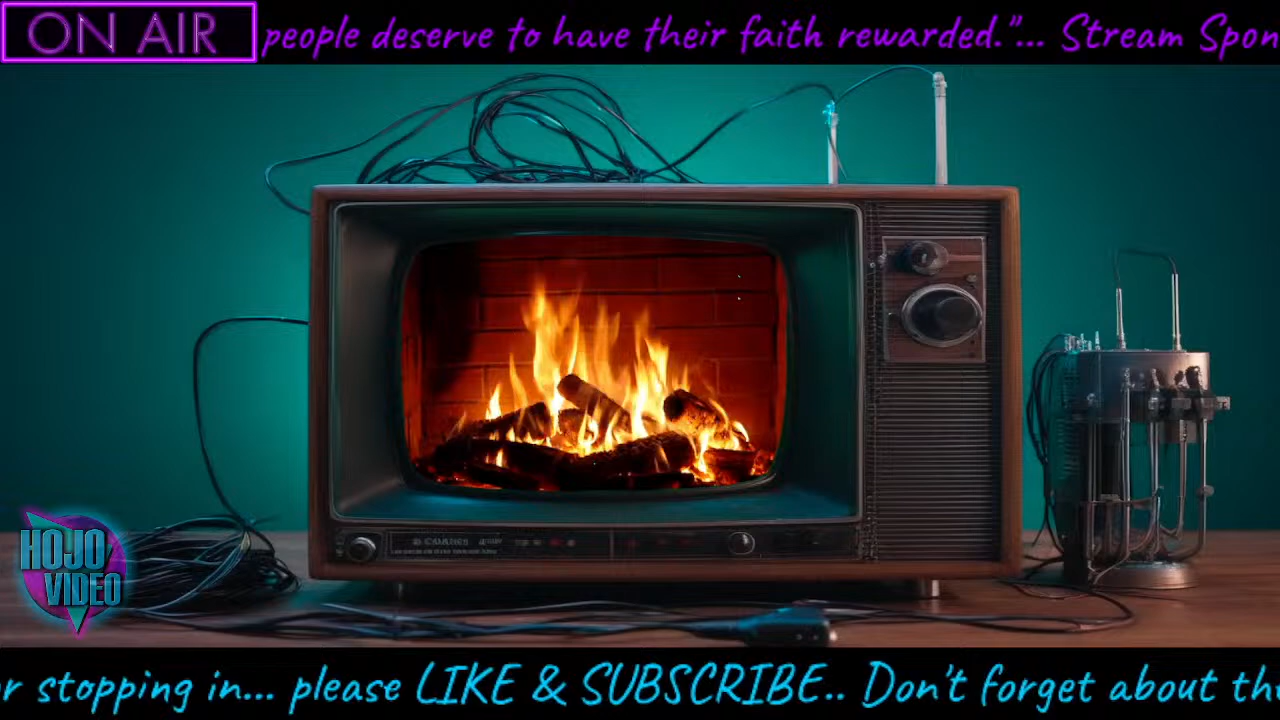 ON AIR
people deserve to have their faith rewarded."... Stream Spon
HOJO
VIDEO
r stopping in... please LIKE & SUBSCRIBE.. Don't forget about th